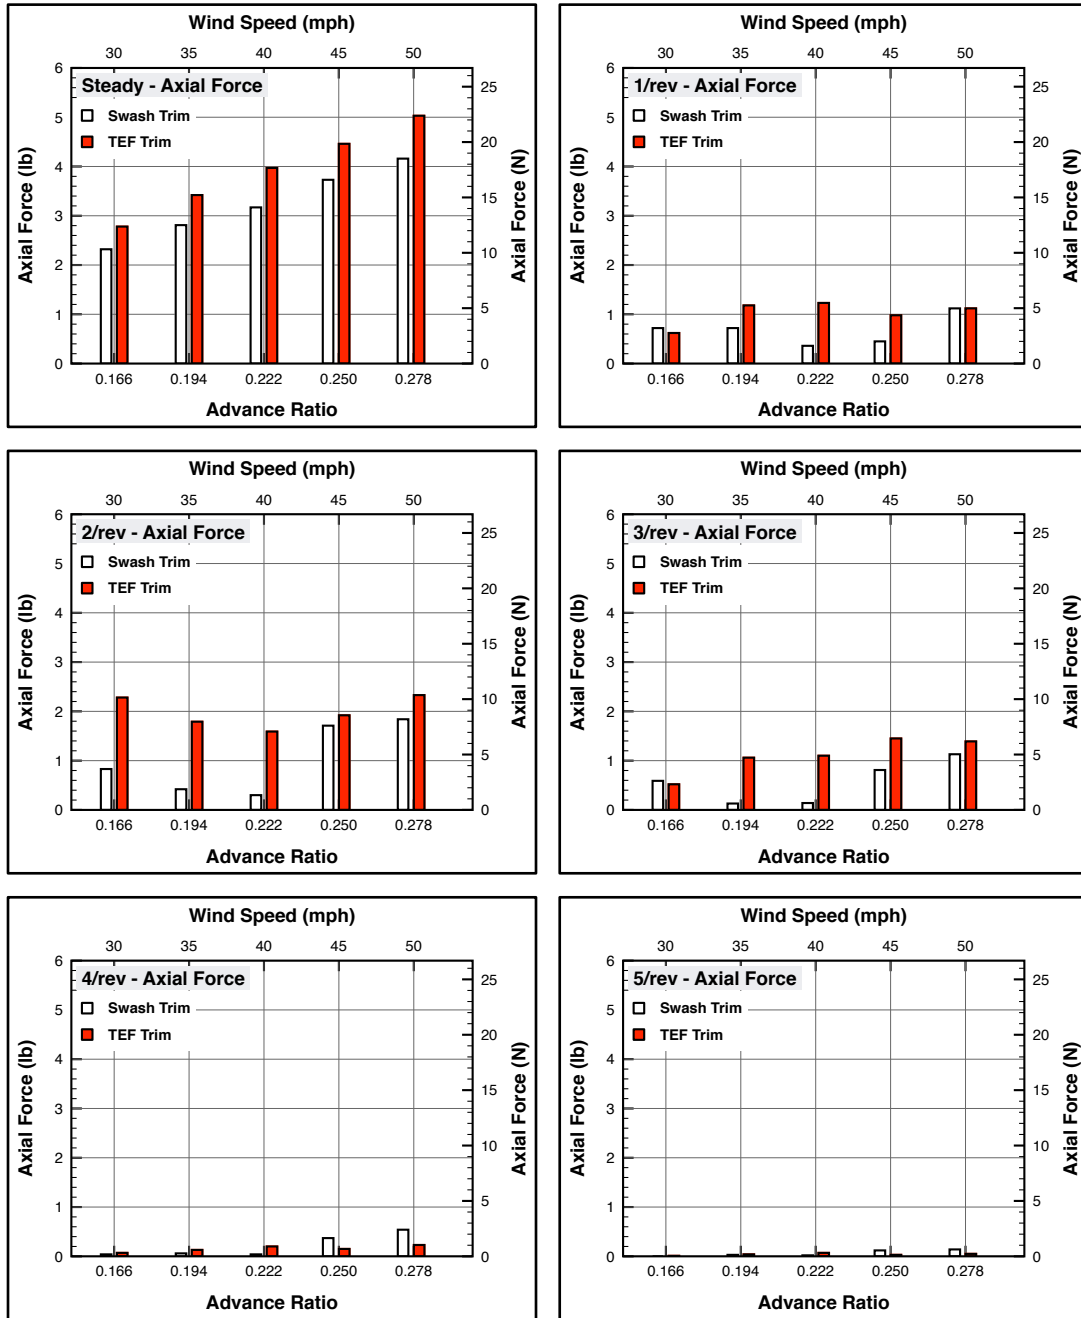 Wind Speed (mph)
30 35 40 45 50
Steady - Axial Force
Swash Trim
TEF Trim
Axial Force (lb)
6
5
4
3
2
1
0
Axial Force (N)
25
20
15
10
5
0
0.166 0.194 0.222 0.250 0.278
Advance Ratio
Wind Speed (mph)
30 35 40 45 50
1/rev - Axial Force
Swash Trim
TEF Trim
Axial Force (lb)
6
5
4
3
2
1
0
Axial Force (N)
25
20
15
10
5
0
0.166 0.194 0.222 0.250 0.278
Advance Ratio
Wind Speed (mph)
30 35 40 45 50
2/rev - Axial Force
Swash Trim
TEF Trim
Axial Force (lb)
6
5
4
3
2
1
0
Axial Force (N)
25
20
15
10
5
0
0.166 0.194 0.222 0.250 0.278
Advance Ratio
Wind Speed (mph)
30 35 40 45 50
3/rev - Axial Force
Swash Trim
TEF Trim
Axial Force (lb)
6
5
4
3
2
1
0
Axial Force (N)
25
20
15
10
5
0
0.166 0.194 0.222 0.250 0.278
Advance Ratio
Wind Speed (mph)
30 35 40 45 50
4/rev - Axial Force
Swash Trim
TEF Trim
Axial Force (lb)
6
5
4
3
2
1
0
Axial Force (N)
25
20
15
10
5
0
0.166 0.194 0.222 0.250 0.278
Advance Ratio
Wind Speed (mph)
30 35 40 45 50
5/rev - Axial Force
Swash Trim
TEF Trim
Axial Force (lb)
6
5
4
3
2
1
0
Axial Force (N)
25
20
15
10
5
0
0.166 0.194 0.222 0.250 0.278
Advance Ratio